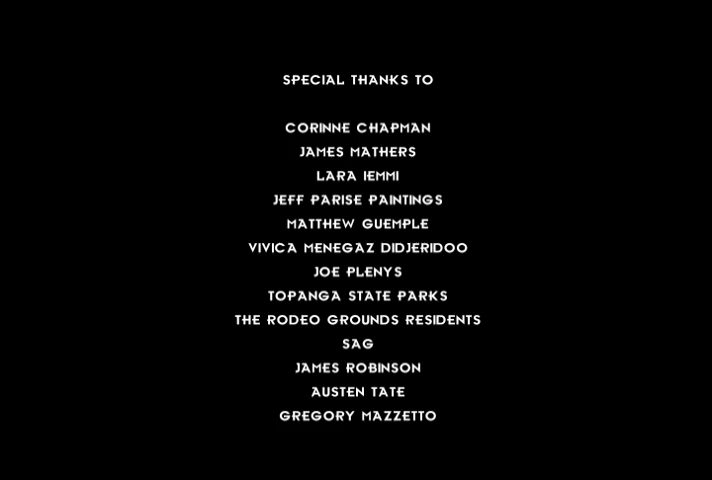 SPECIAL THANKS TO
CORINNE CHAPMAN
JAMES MATHERS
LARA IEMMI
JEFF PARISE PAINTINGS
MATTHEW GUEMPLE
VIVICA MENEGAZ DIDJERIDOO
JOE PLENYS
TOPANGA STATE PARKS
THE RODEO GROUNDS RESIDENTS
SAG
JAMES ROBINSON
AUSTEN TATE
GREGORY MAZZETTO